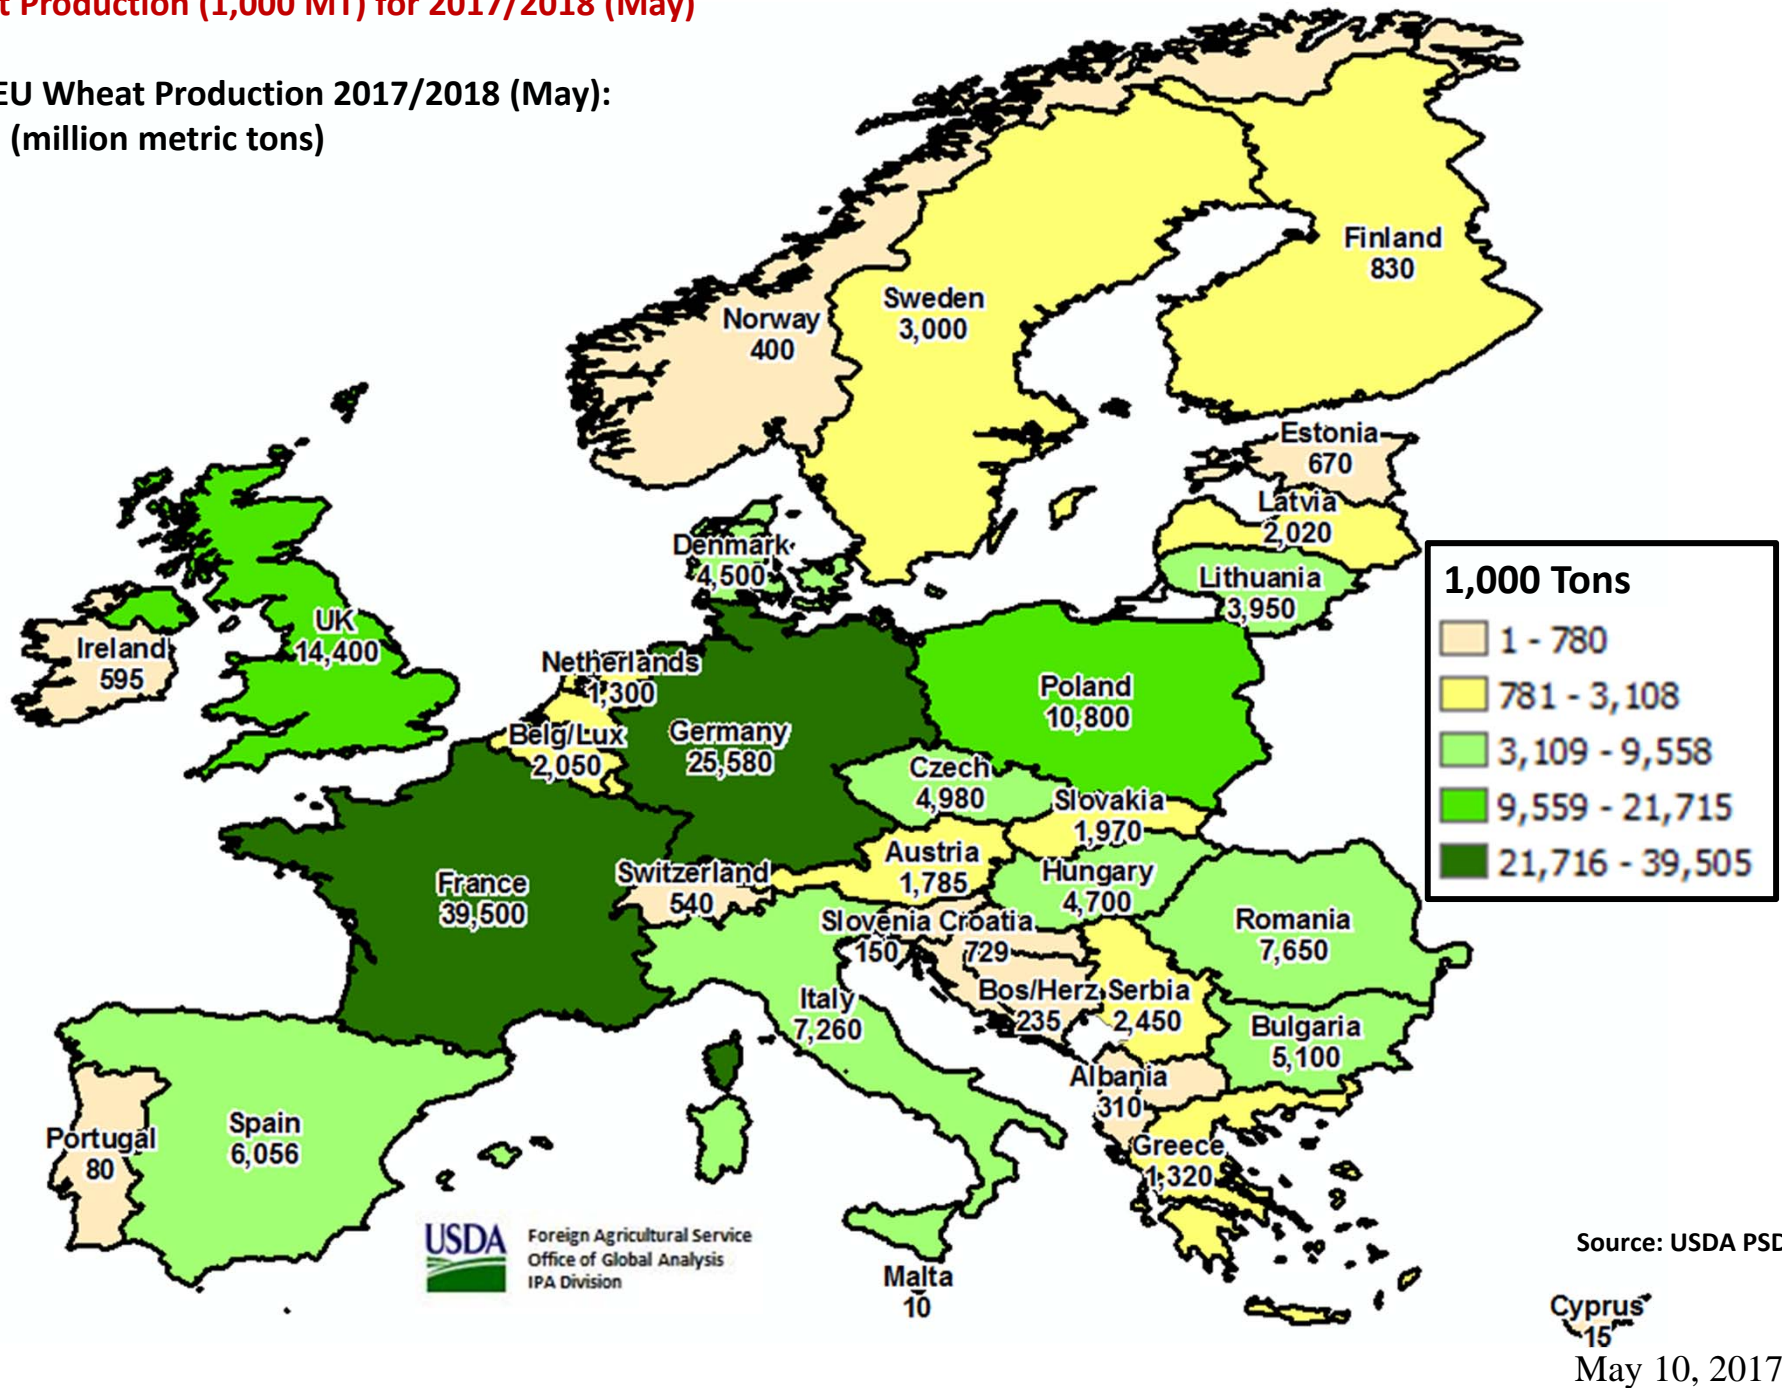 t Production (1,000 MT) for 2017/2018 (May)
EU Wheat Production 2017/2018 (May):
(million metric tons)
Finland
830
Sweden
3,000
Norway
400
Estonia
670
Latvia
2,020
Lithuania
3,950
Denmark
4,500
UK
14,400
Ireland
595
Netherlands
1,300
Belg/Lux
2,050
Germany
25,580
Poland
10,800
Czech
4,980
Slovakia
1,970
Austria
1,785
Hungary
4,700
Switzerland
540
France
39,500
Slovenia
150
Croatia
729
Romania
7,650
Bos/Herz
235
Serbia
2,450
Italy
7,260
Bulgaria
5,100
Albania
310
Greece
1,320
Portugal
80
Spain
6,056
Malta
10
Cyprus
15
1,000 Tons
1 - 780
781 - 3,108
3,109 - 9,558
9,559 - 21,715
21,716 - 39,505
USDA
Foreign Agricultural Service
Office of Global Analysis
IPA Division
Source: USDA PSD
May 10, 2017